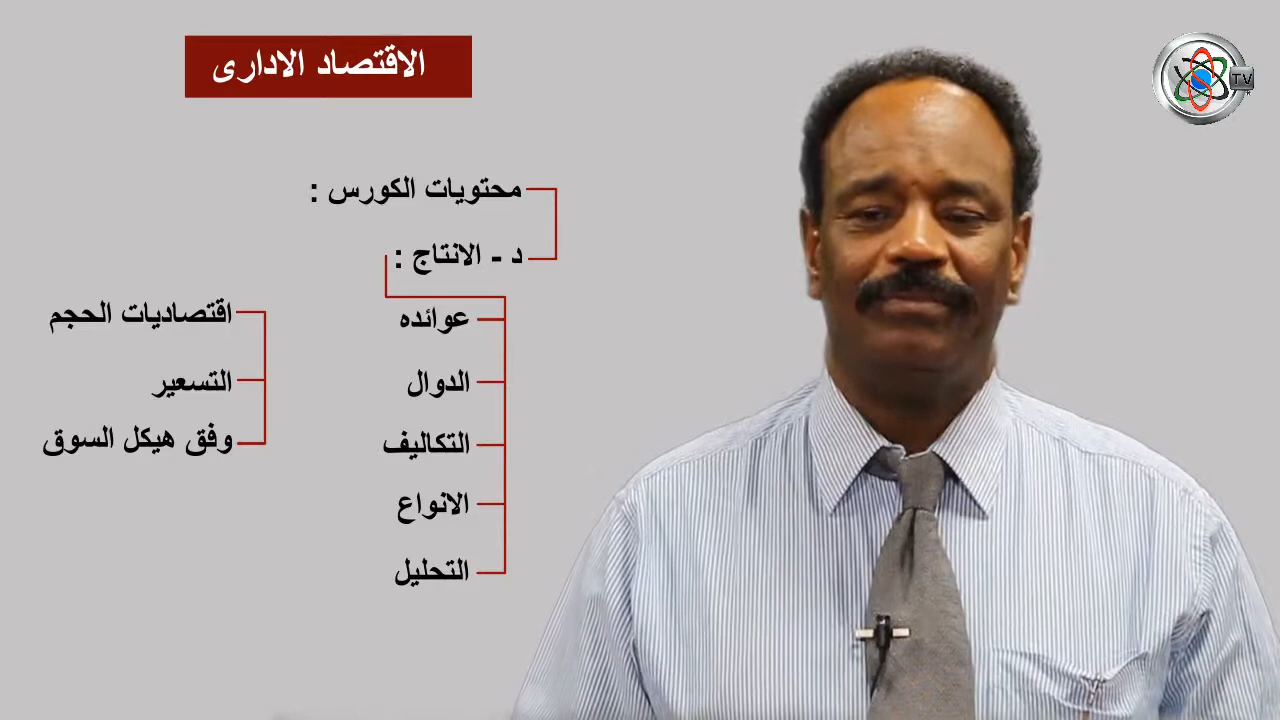 الاقتصاد الادارى
محتويات الكورس :
د - الانتاج :
عوائده
الدوال
التكاليف
الانواع
التحليل
اقتصاديات الحجم
التسعير
وفق هيكل السوق
TV